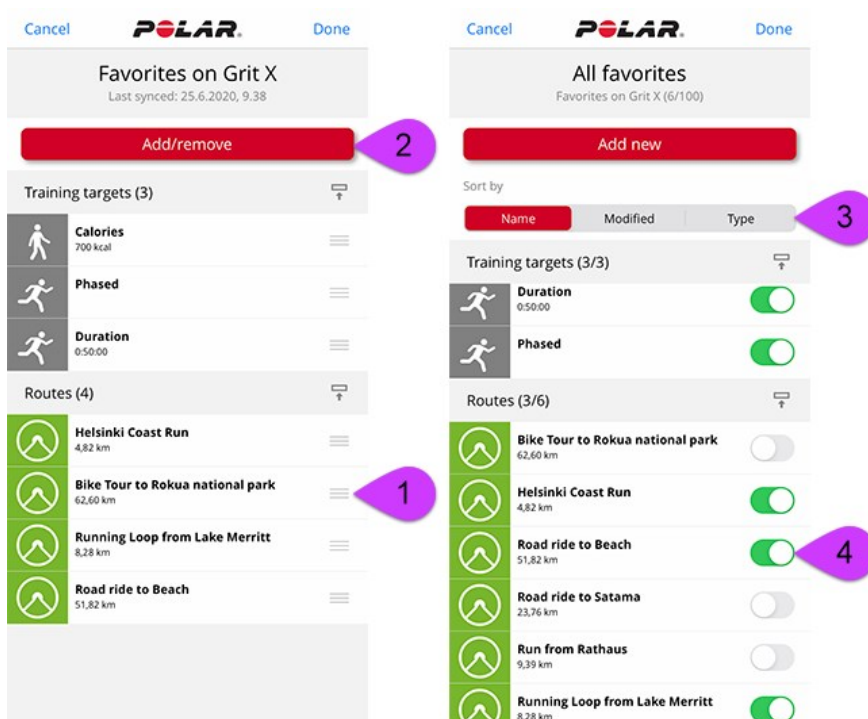 Cancel
POLAR.
Done
Favorites on Grit X
Last synced: 25.6.2020, 9.38
Add/remove
2
Training targets (3)
Calories
700 kcal
Phased
Duration
0:50:00
Routes (4)
Helsinki Coast Run
4,82 km
Bike Tour to Rokua national park
62,60 km
1
Running Loop from Lake Merritt
8,28 km
Road ride to Beach
51,82 km
Cancel
POLAR.
Done
All favorites
Favorites on Grit X (6/100)
Add new
Sort by
Name Modified Type
3
Training targets (3/3)
Duration
0:50:00
Phased
Routes (3/6)
Bike Tour to Rokua national park
62,60 km
Helsinki Coast Run
4,82 km
Road ride to Beach
51,82 km
4
Road ride to Satama
23,76 km
Run from Rathaus
9,39 km
Running Loop from Lake Merritt
8,28 km